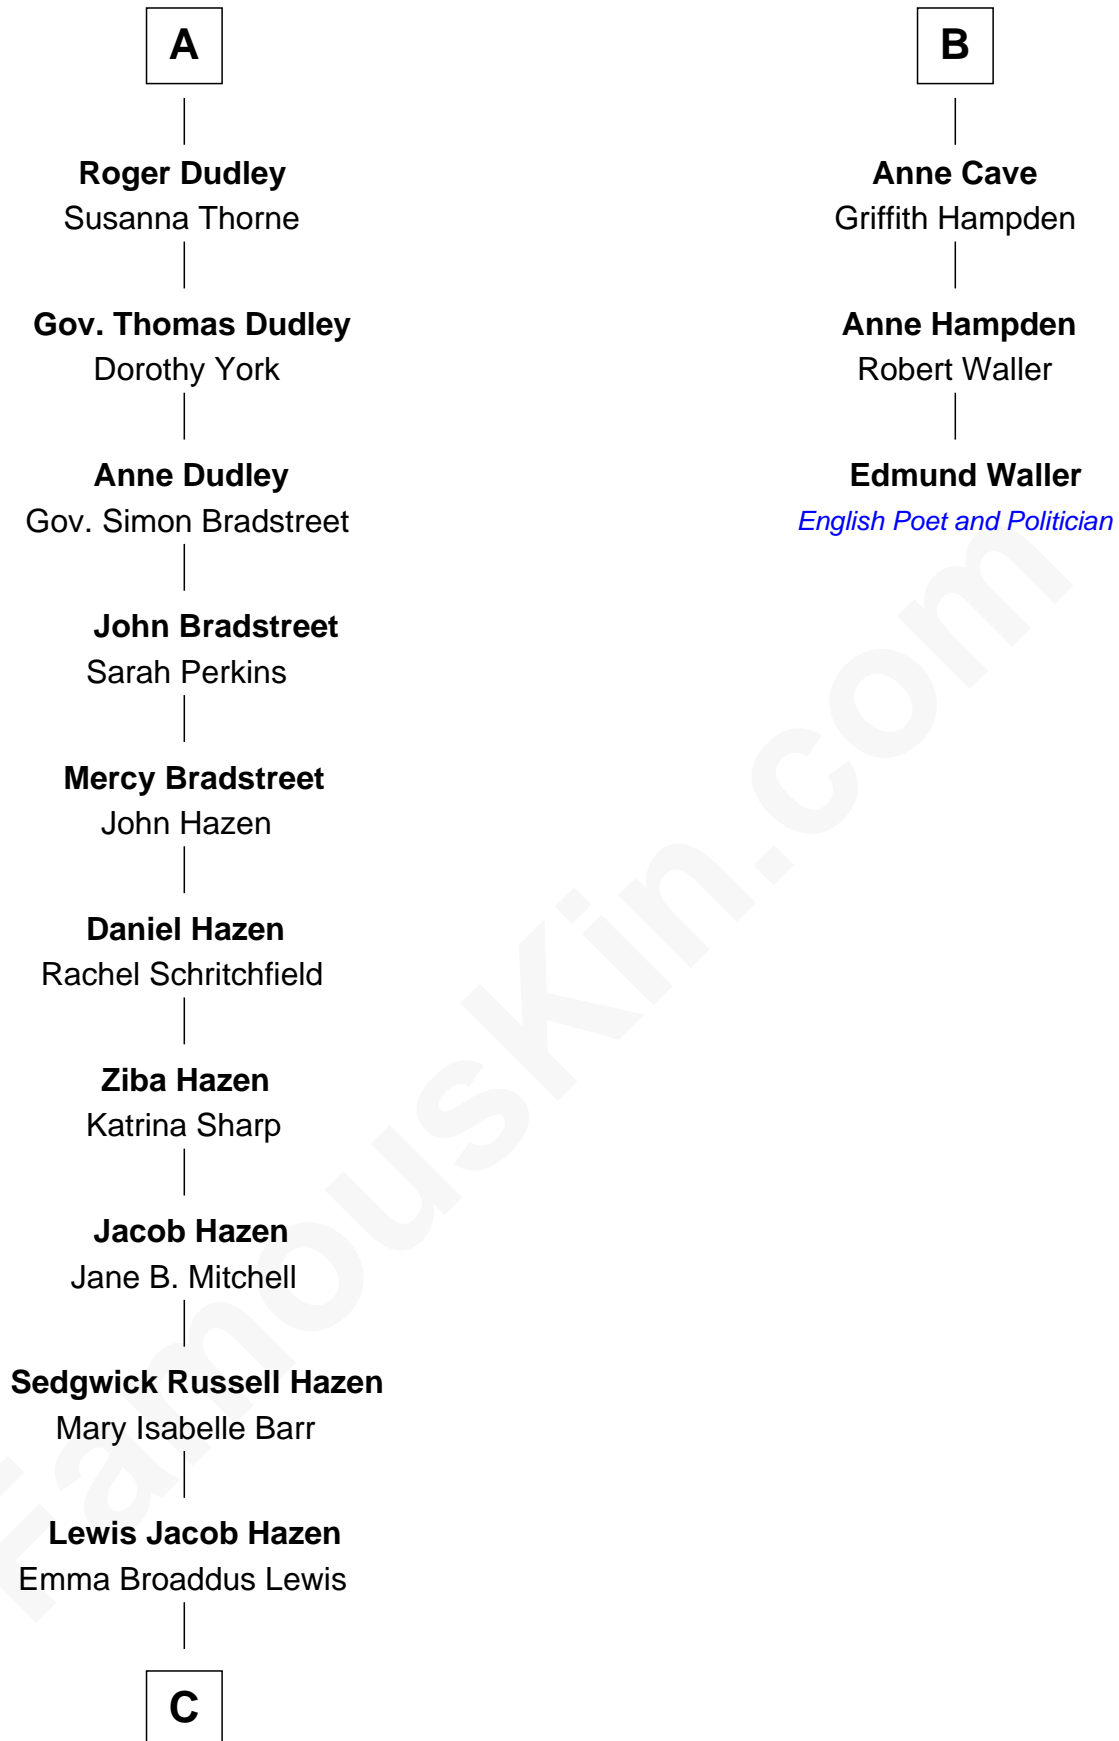 A
Roger Dudley
Susanna Thorne
Gov. Thomas Dudley
Dorothy York
Anne Dudley
Gov. Simon Bradstreet
John Bradstreet
Sarah Perkins
Mercy Bradstreet
John Hazen
Daniel Hazen
Rachel Schritchfield
Ziba Hazen
Katrina Sharp
Jacob Hazen
Jane B. Mitchell
Sedgwick Russell Hazen
Mary Isabelle Barr
Lewis Jacob Hazen
Emma Broaddus Lewis
C
B
Anne Cave
Griffith Hampden
Anne Hampden
Robert Waller
Edmund Waller
English Poet and Politician
FamousKin.com